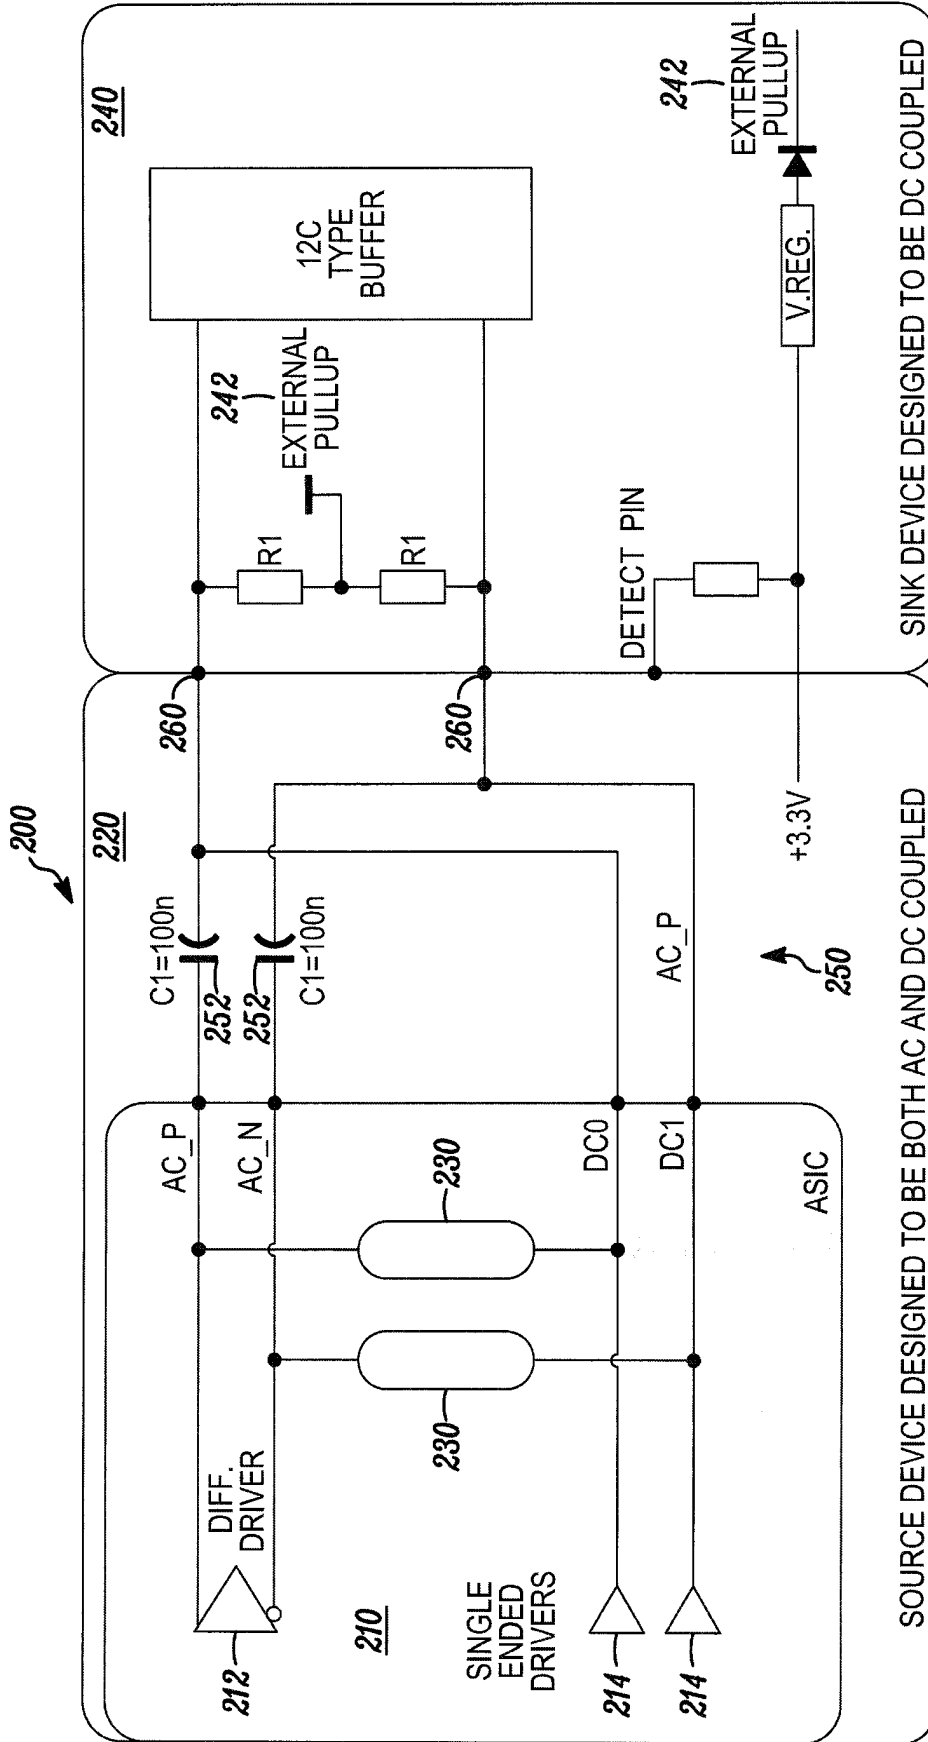 200
220
240
AC_P
AC_N
C1=100n
252
252
C1=100n
260
260
R1
R1
242
EXTERNAL
PULLUP
12C
TYPE
BUFFER
DIFF.
DRIVER
212
210
230
230
SINGLE
ENDED
DRIVERS
214
214
DC0
DC1
ASIC
AC_P
250
+3.3V
DETECT PIN
V.REG.
242
EXTERNAL
PULLUP
SOURCE DEVICE DESIGNED TO BE BOTH AC AND DC COUPLED
SINK DEVICE DESIGNED TO BE DC COUPLED